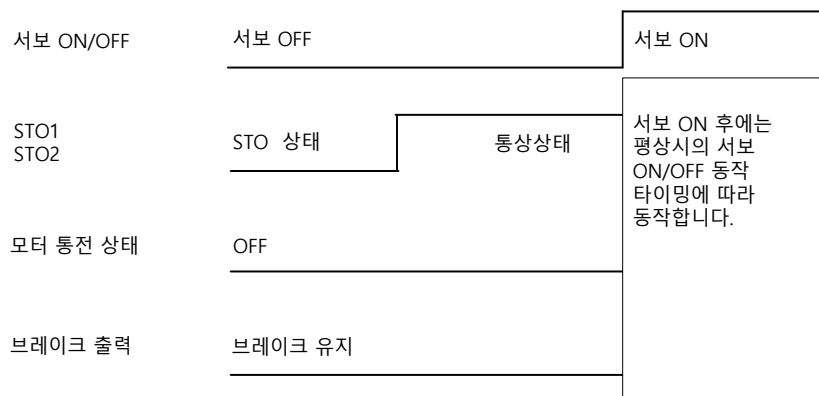 서보 ON/OFF
서보 OFF
서보 ON
STO1
STO2
STO 상태
통상상태
서보 ON 후에는
평상시의 서보
ON/OFF 동작
타이밍에 따라
동작합니다.
모터 통전 상태
OFF
브레이크 출력
브레이크 유지